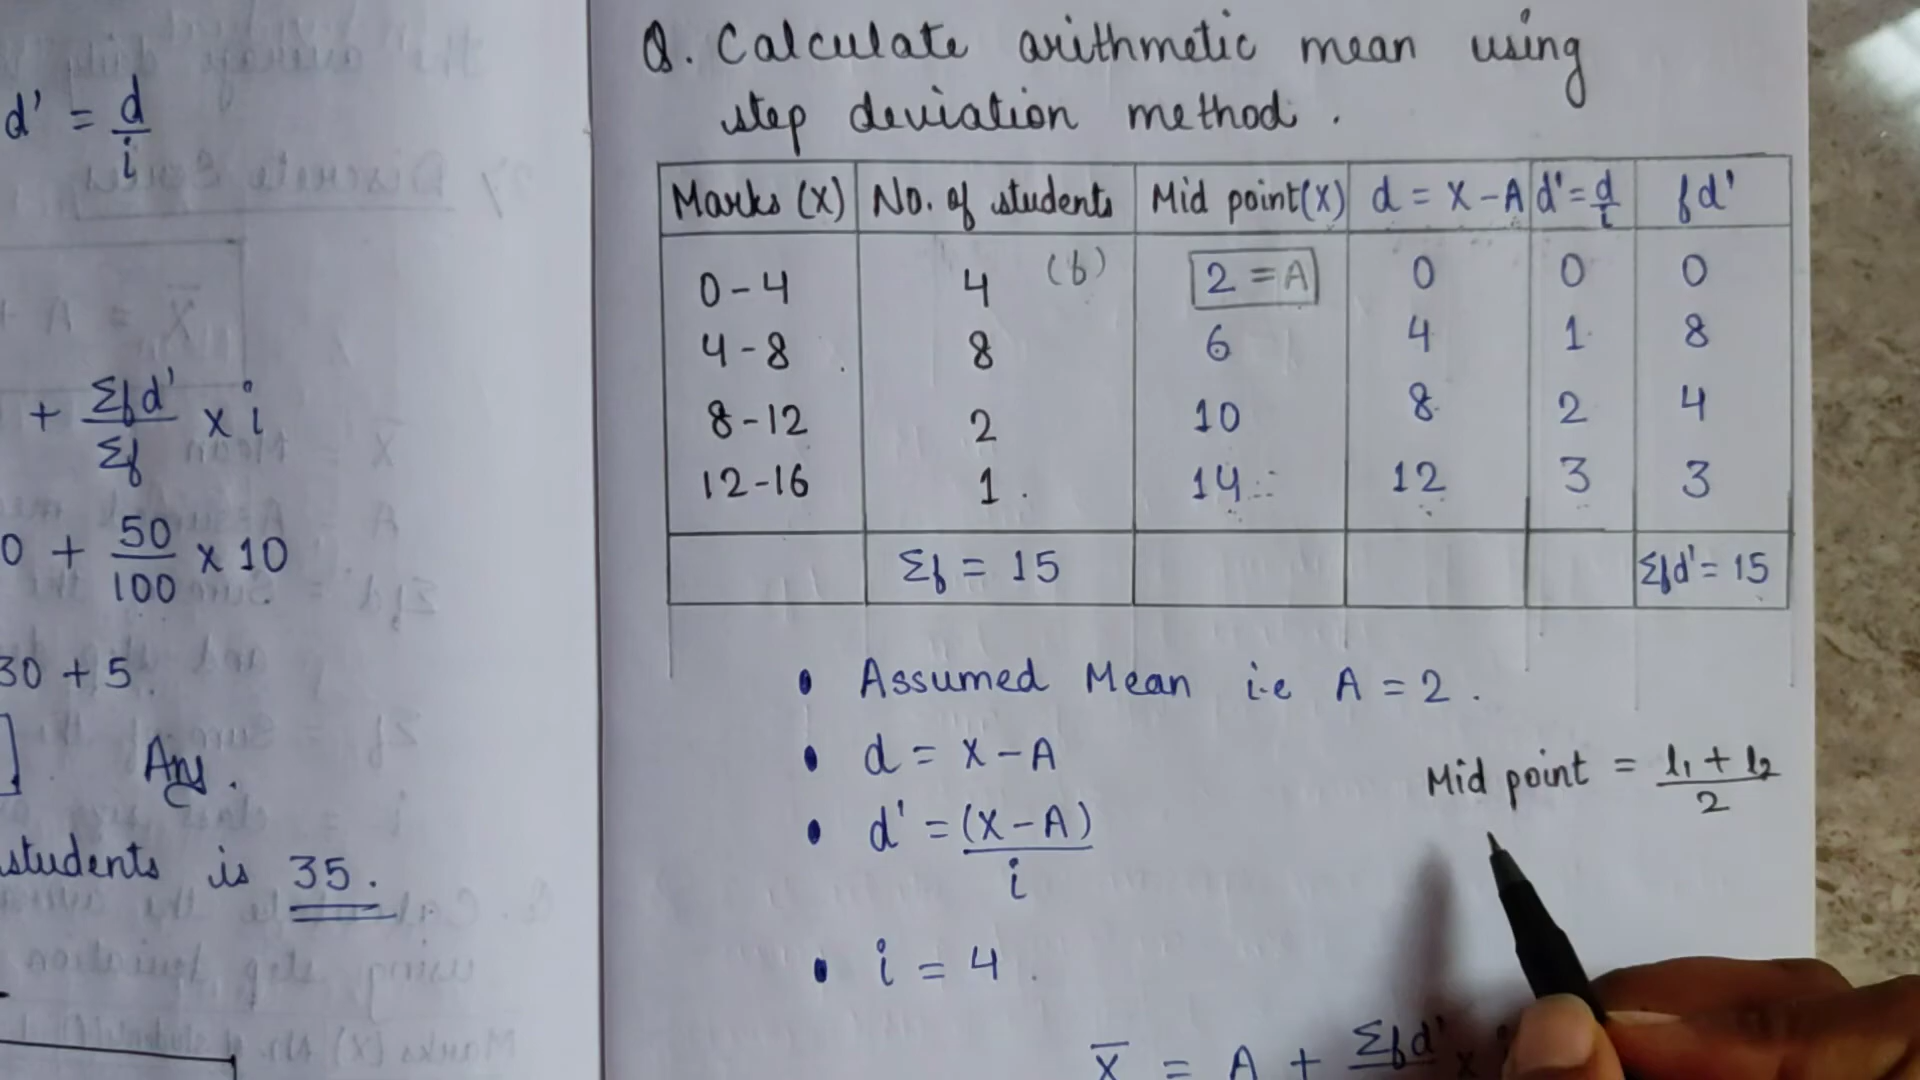 d' = d/i
+ Σfd'/Σf x i
0 + 50/100 x 10
30 + 5
] Ans.
students is 35.
Q. Calculate arithmetic mean using
step deviation method.
Marks (X) No. of students Mid point(X) d = X - A d' = d/i fd'
0 - 4 4 (f) 2 = A 0 0 0
4 - 8 8 6 4 1 8
8 - 12 2 10 8 2 4
12 - 16 1 14 12 3 3
Σf = 15 Σfd' = 15
• Assumed Mean i.e A = 2.
• d = X - A
• d' = (X - A)/i
Mid point = l₁ + l₂/2
• i = 4.
X̄ = A + Σfd' x